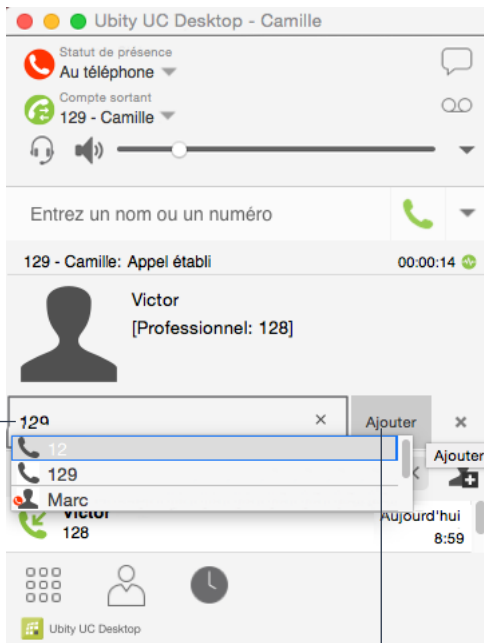 Ubity UC Desktop - Camille
Statut de présence
Au téléphone
Compte sortant
129 - Camille
Entrez un nom ou un numéro
129 - Camille: Appel établi 00:00:14
Victor
[Professionnel: 128]
129 × Ajouter ×
12
Ajouter
129
Marc
Victor Aujourd'hui
128 8:59
Ubity UC Desktop